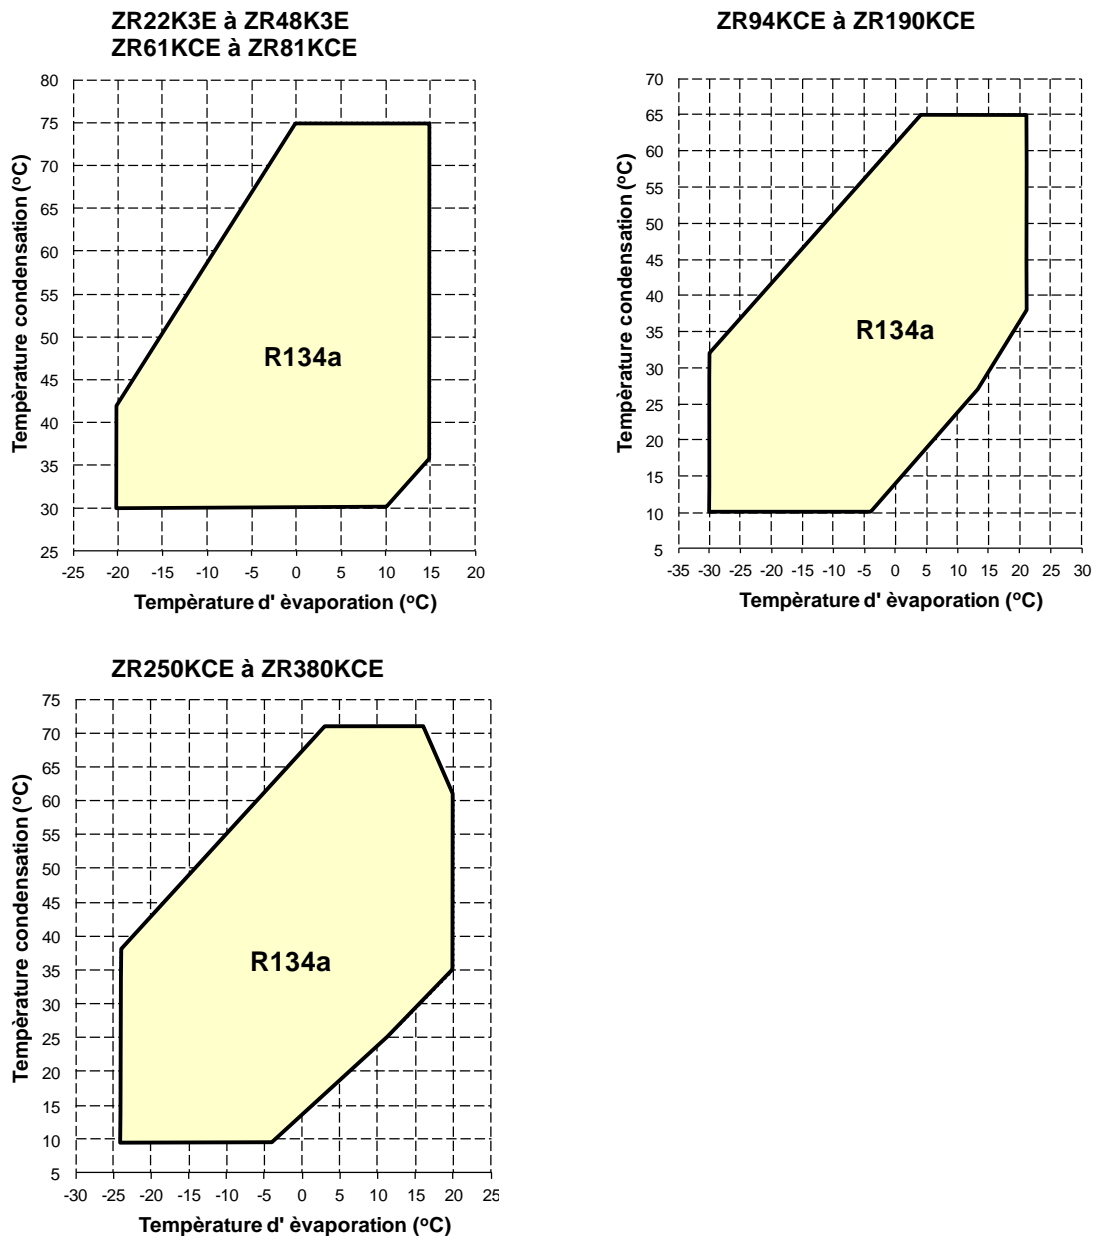 ZR22K3E à ZR48K3E
ZR61KCE à ZR81KCE
80
75
70
65
60
55
50
45
40
35
30
25
Tempèrature condensation (°C)
R134a
-25 -20 -15 -10 -5 0 5 10 15 20
Tempèrature d' èvaporation (°C)
ZR94KCE à ZR190KCE
70
65
60
55
50
45
40
35
30
25
20
15
10
5
Tempèrature condensation (°C)
R134a
-35 -30 -25 -20 -15 -10 -5 0 5 10 15 20 25 30
Tempèrature d' èvaporation (°C)
ZR250KCE à ZR380KCE
75
70
65
60
55
50
45
40
35
30
25
20
15
10
5
Tempèrature condensation (°C)
R134a
-30 -25 -20 -15 -10 -5 0 5 10 15 20 25
Tempèrature d' èvaporation (°C)